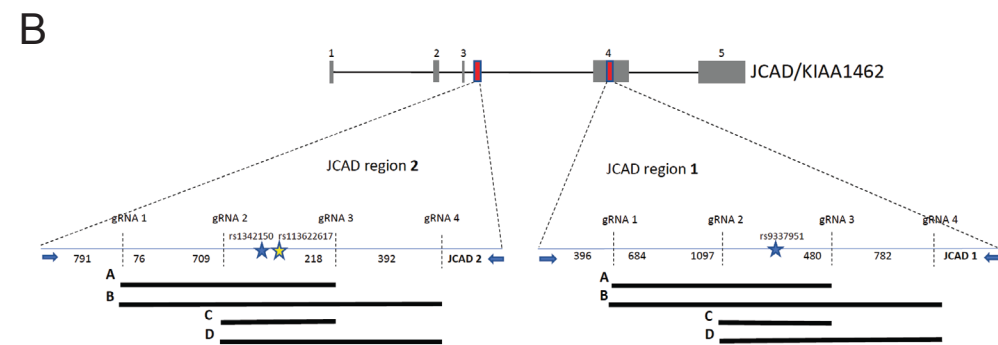 B
1 2 3 4 5
JCAD/KIAA1462
JCAD region 2
JCAD region 1
gRNA 1 gRNA 2 gRNA 3 gRNA 4
rs1342150 rs113622617
791 76 709 218 392 JCAD 2
A
B
C
D
gRNA 1 gRNA 2 gRNA 3 gRNA 4
rs9337951
396 684 1097 480 782 JCAD 1
A
B
C
D